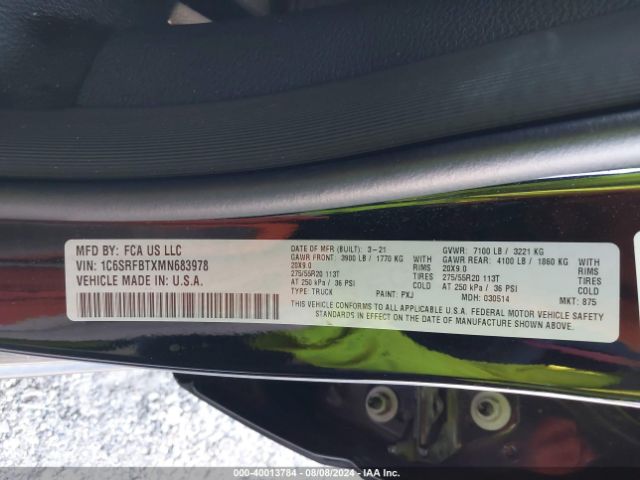 MFD BY: FCA US LLC
VIN: 1C6SRFBTXMN683978
VEHICLE MADE IN: U.S.A.
DATE OF MFR (BUILT): 3-21
GAWR FRONT: 3900 LB / 1770 KG WITH
20X9.0 RIMS
275/55R20 113T TIRES
AT 250 kPa / 36 PSI COLD
TYPE: TRUCK PAINT: PXJ
GVWR: 7100 LB / 3221 KG
GAWR REAR: 4100 LB / 1860 KG WITH
20X9.0 RIMS
275/55R20 113T TIRES
AT 250 kPa / 36 PSI COLD
MDH: 030514 MKT: 875
THIS VEHICLE CONFORMS TO ALL APPLICABLE U.S.A. FEDERAL MOTOR VEHICLE SAFETY
STANDARDS IN EFFECT ON THE DATE OF MANUFACTURE SHOWN ABOVE.
000-40013784 - 08/08/2024 - IAA Inc.